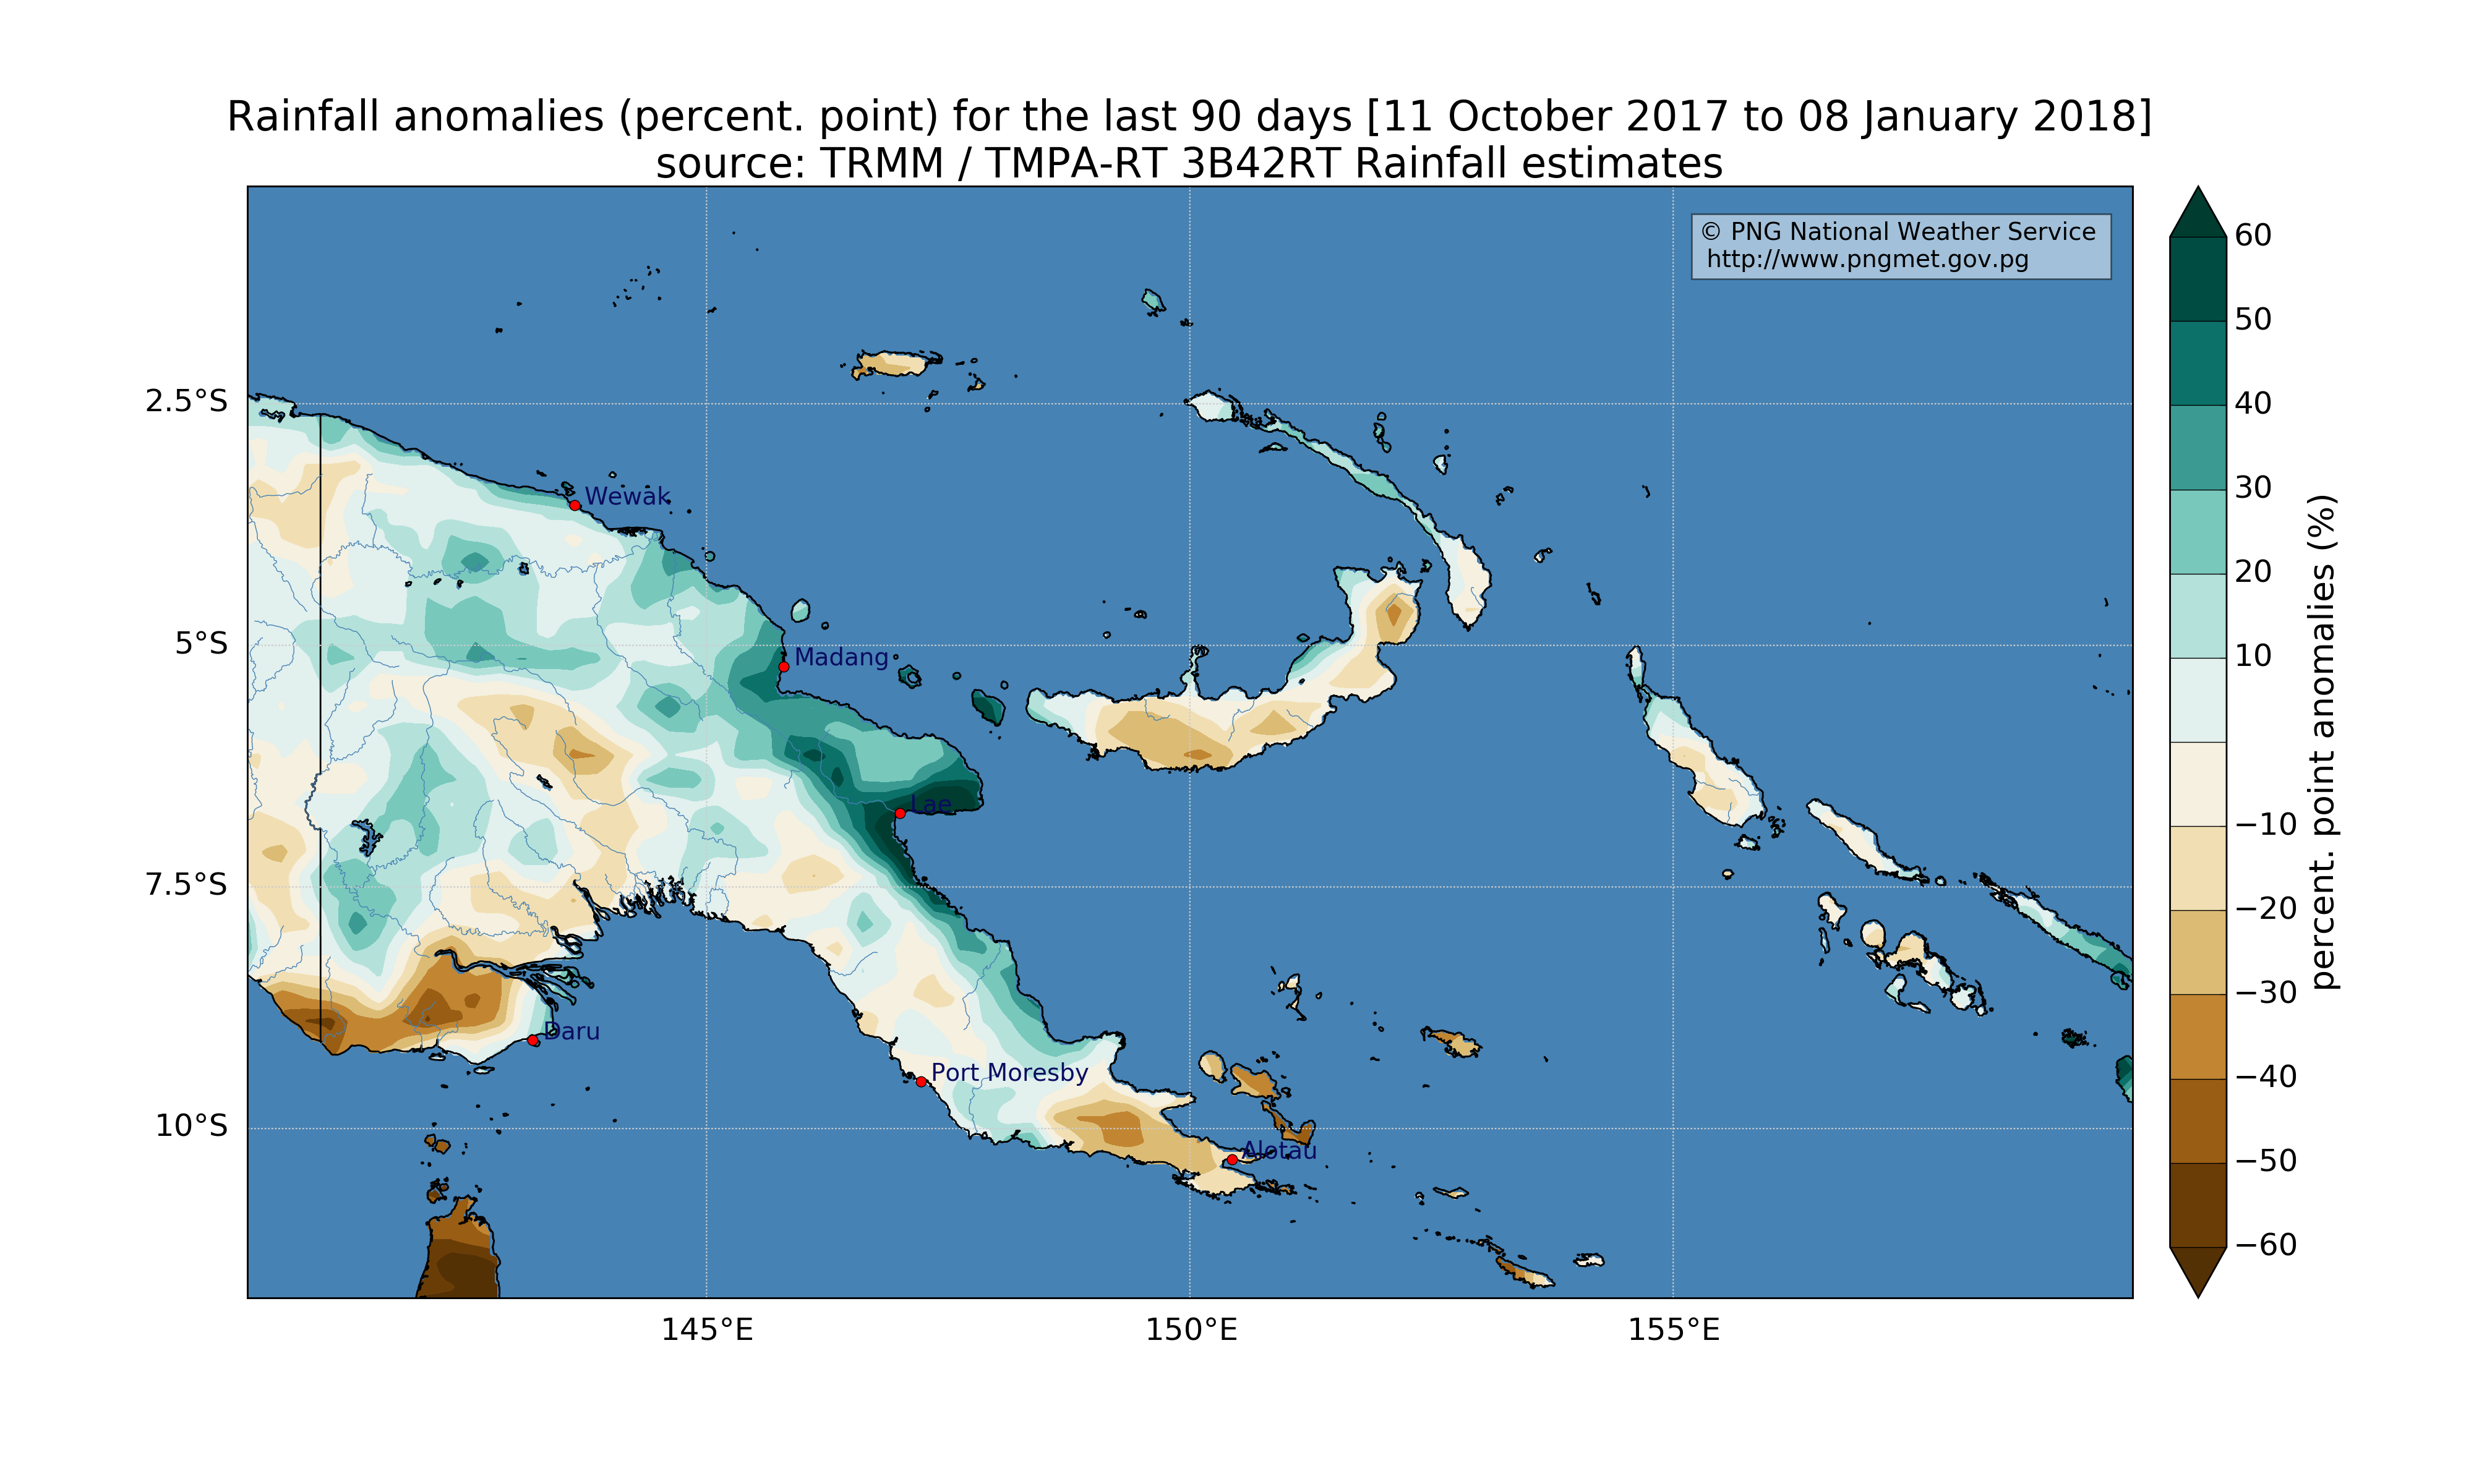 Rainfall anomalies (percent. point) for the last 90 days [11 October 2017 to 08 January 2018]
source: TRMM / TMPA-RT 3B42RT Rainfall estimates
© PNG National Weather Service
http://www.pngmet.gov.pg
60
50
40
30
20
10
−10
−20
−30
−40
−50
−60
percent. point anomalies (%)
2.5°S
5°S
7.5°S
10°S
Wewak
Madang
Lae
Daru
Port Moresby
Alotau
145°E
150°E
155°E